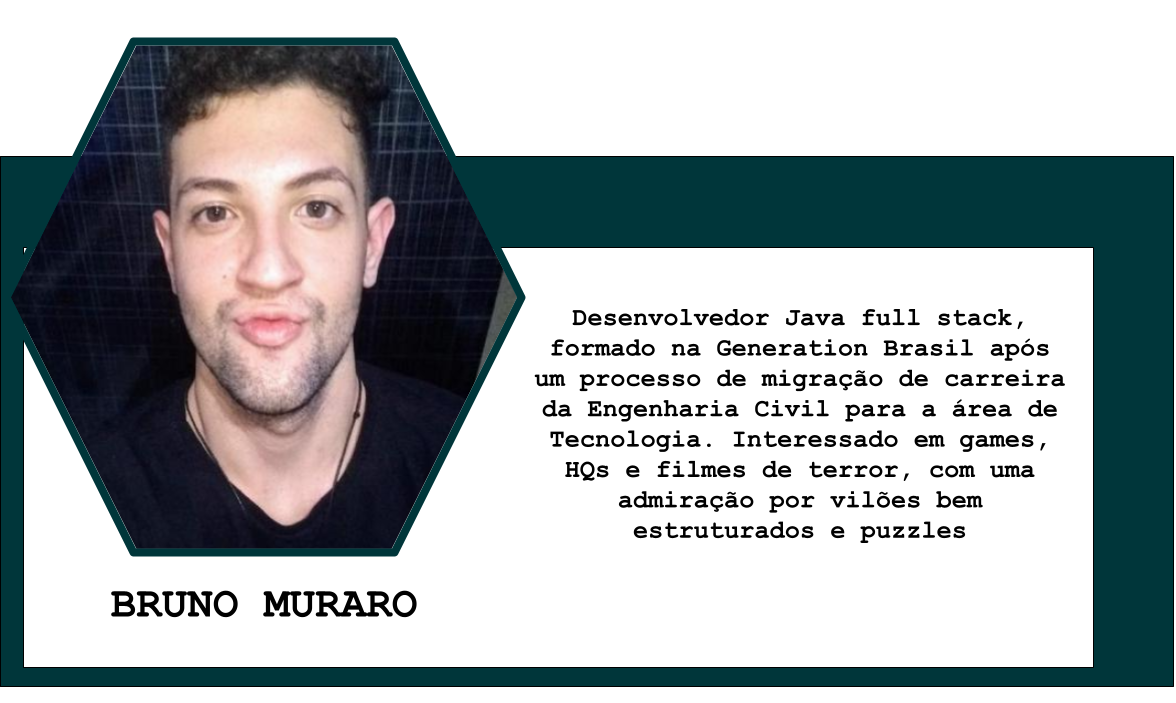 Desenvolvedor Java full stack,
formado na Generation Brasil após
um processo de migração de carreira
da Engenharia Civil para a área de
Tecnologia. Interessado em games,
HQs e filmes de terror, com uma
admiração por vilões bem
estruturados e puzzles
BRUNO MURARO